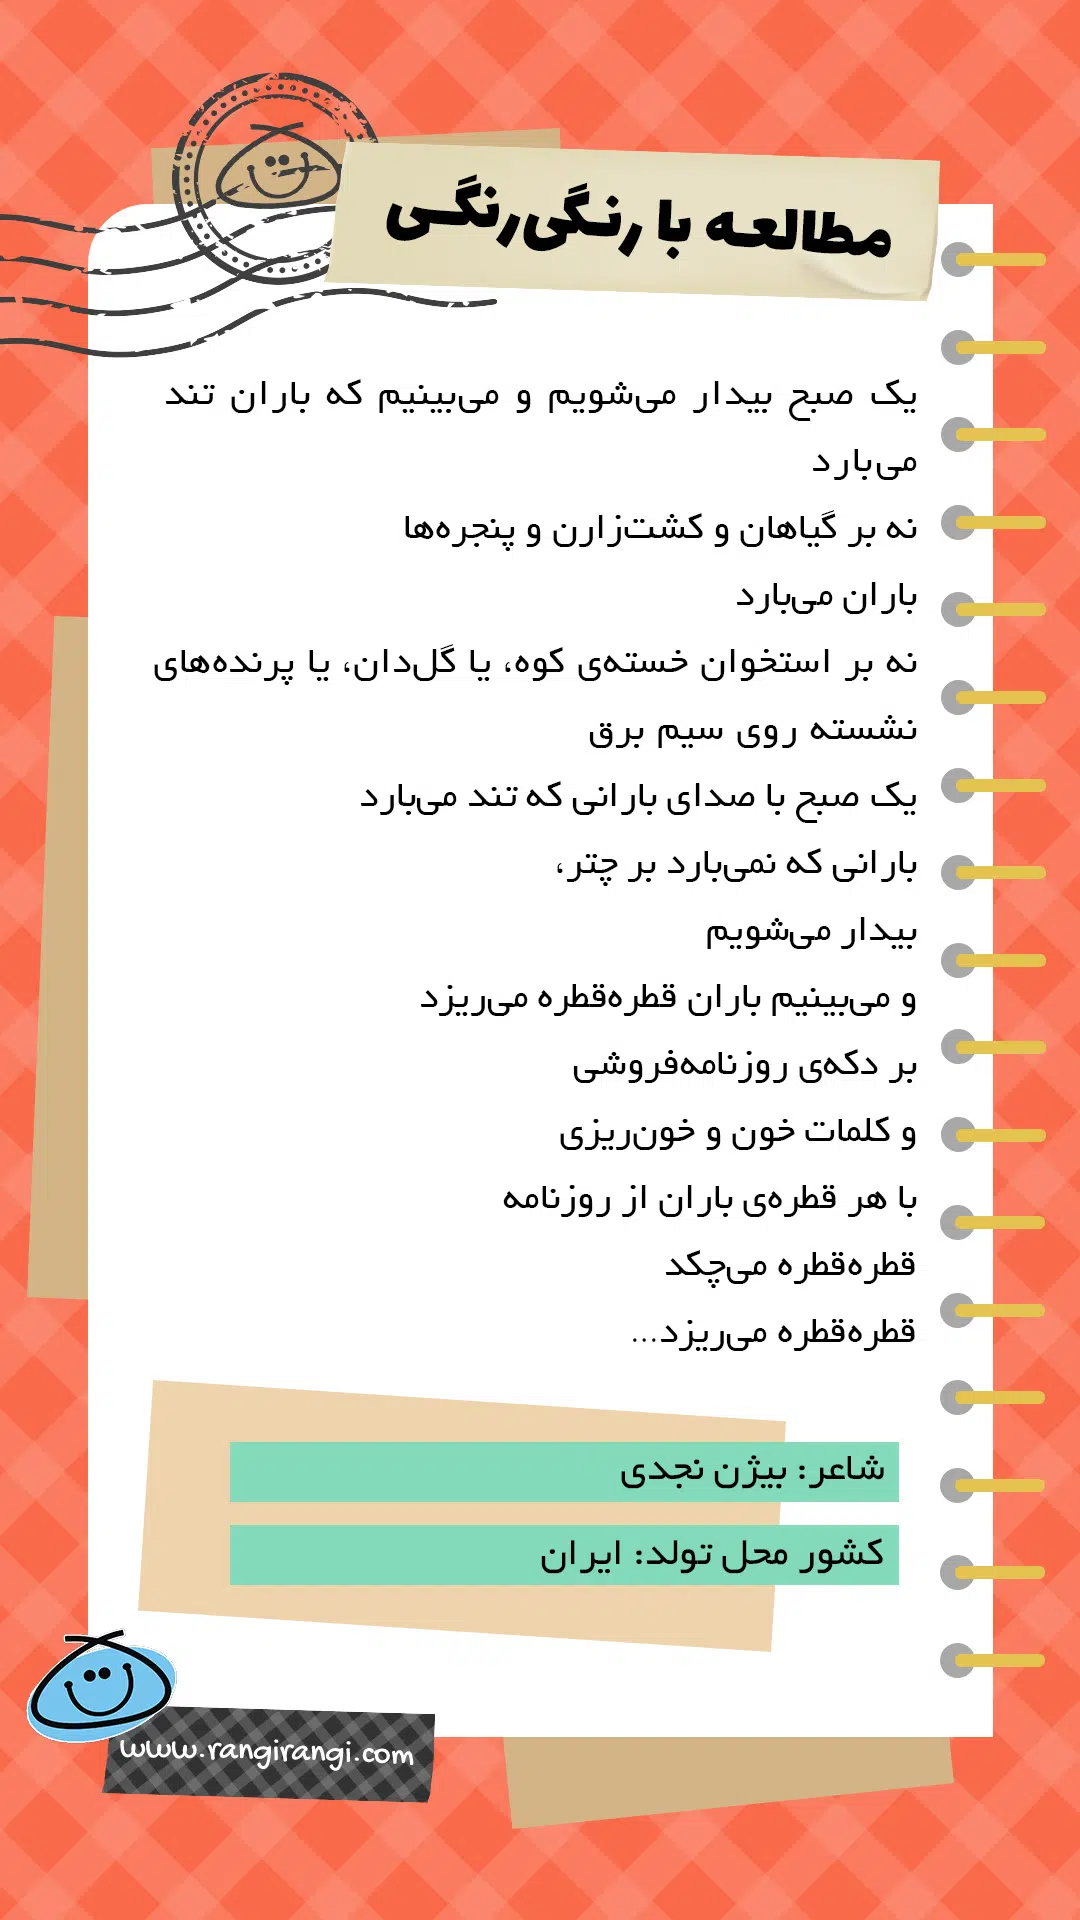 مطالعه با رنگی‌رنگی
یک صبح بیدار می‌شویم و می‌بینیم که باران تند
می‌بارد
نه بر گیاهان و کشت‌زارن و پنجره‌ها
باران می‌بارد
نه بر استخوان خسته‌ی کوه، یا گل‌دان، یا پرنده‌های
نشسته روی سیم برق
یک صبح با صدای بارانی که تند می‌بارد
بارانی که نمی‌بارد بر چتر،
بیدار می‌شویم
و می‌بینیم باران قطره‌قطره می‌ریزد
بر دکه‌ی روزنامه‌فروشی
و کلمات خون و خون‌ریزی
با هر قطره‌ی باران از روزنامه
قطره‌قطره می‌چکد
قطره‌قطره می‌ریزد...
شاعر: بیژن نجدی
کشور محل تولد: ایران
www.rangirangi.com